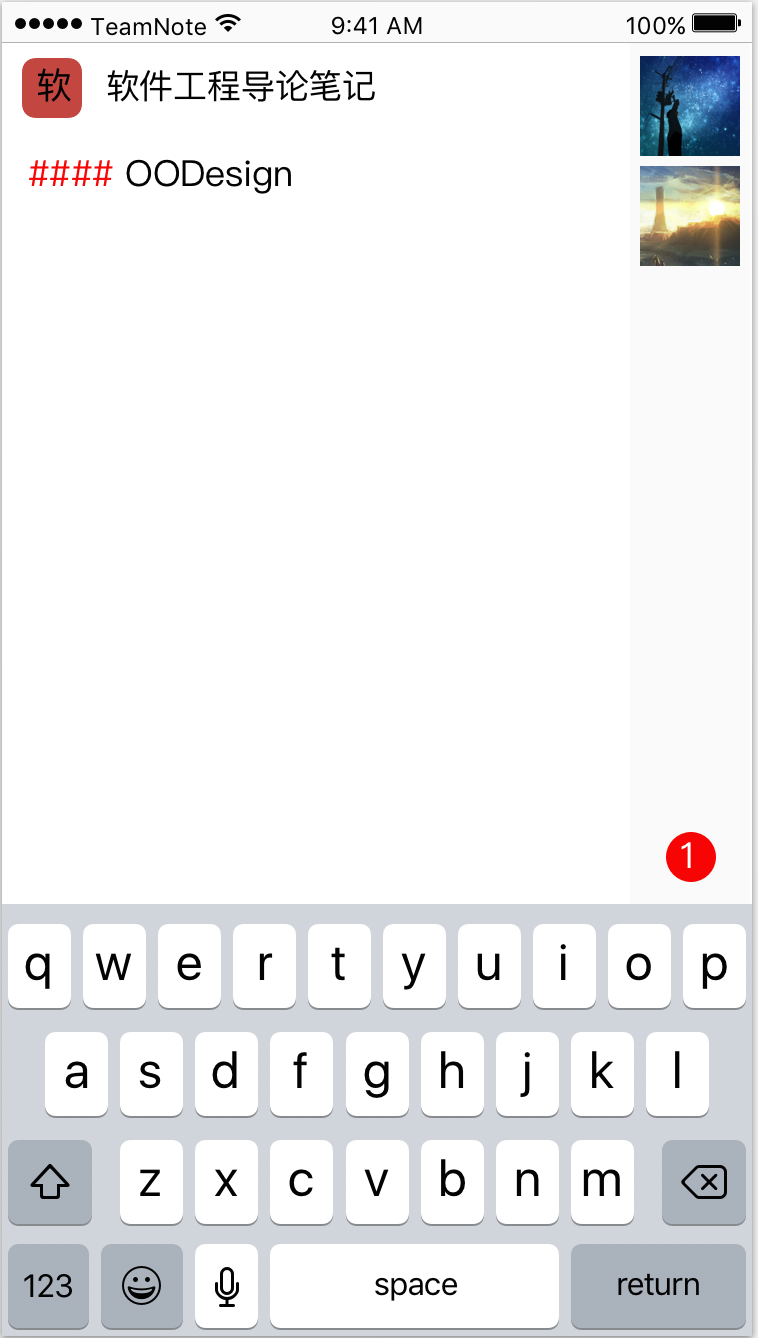 TeamNote 9:41 AM 100%
软 软件工程导论笔记
#### OODesign
1
q w e r t y u i o p
a s d f g h j k l
z x c v b n m
123 space return